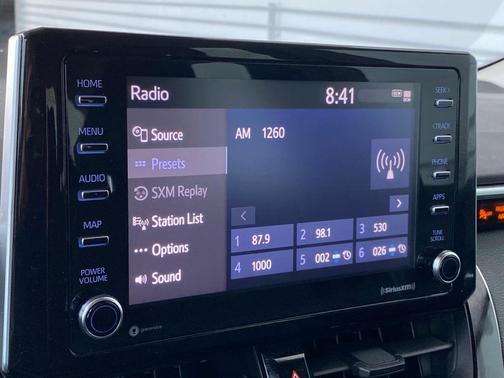 HOME
MENU
AUDIO
MAP
POWER
VOLUME
Radio
8:41
Source
Presets
SXM Replay
Station List
Options
Sound
AM 1260
1 87.9
2 98.1
3 530
4 1000
5 002
6 026
SEEK>
<TRACK
PHONE
APPS
TUNE
SCROLL
gracenote
SiriusXM